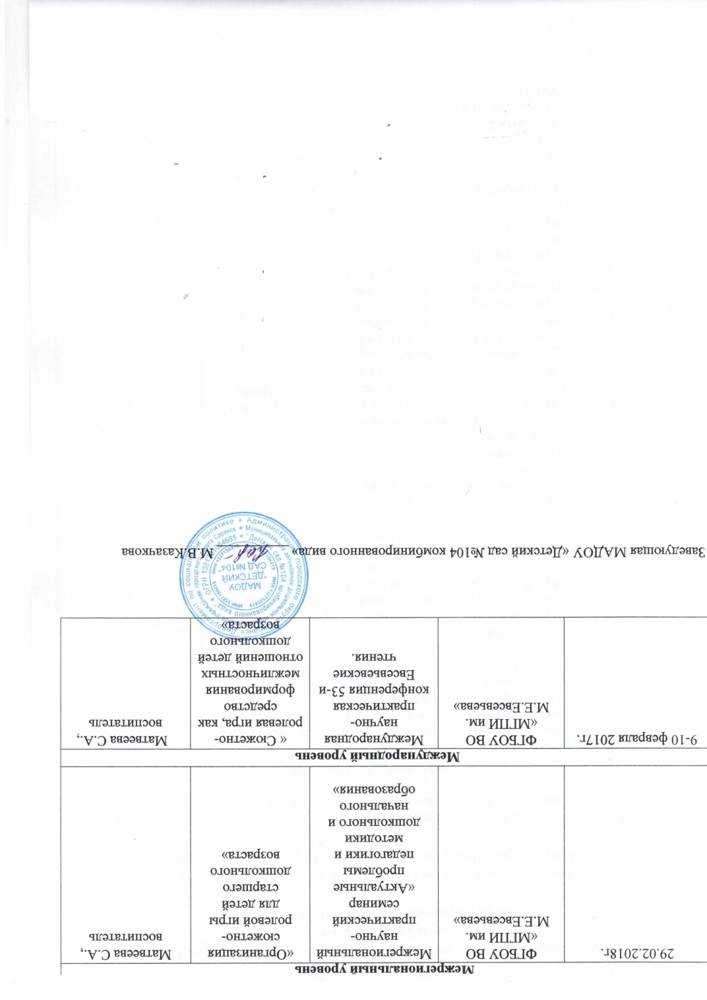 Межрегиональный уровень
29.02.2018г.
ФГБОУ ВО
«МГПИ им.
М.Е.Евсевьева»
Межрегиональный
научно-
практический
семинар
«Актуальные
проблемы
педагогики и
методики
дошкольного и
начального
образования»
«Организация
сюжетно-
ролевой игры
для детей
старшего
дошкольного
возраста»
Матвеева С.А.,
воспитатель
Международный уровень
9-10 февраля 2017г.
ФГБОУ ВО
«МГПИ им.
М.Е.Евсевьева»
Международная
научно-
практическая
конференция 53-и
Евсевьевские
чтения.
« Сюжетно-
ролевая игра, как
средство
формирования
межличностных
отношений детей
дошкольного
возраста»
Матвеева С.А.,
воспитатель
Заведующая МАДОУ «Детский сад №104 комбинированного вида» М.В.Казачкова
МАДОУ
"ДЕТСКИЙ
САД №104"